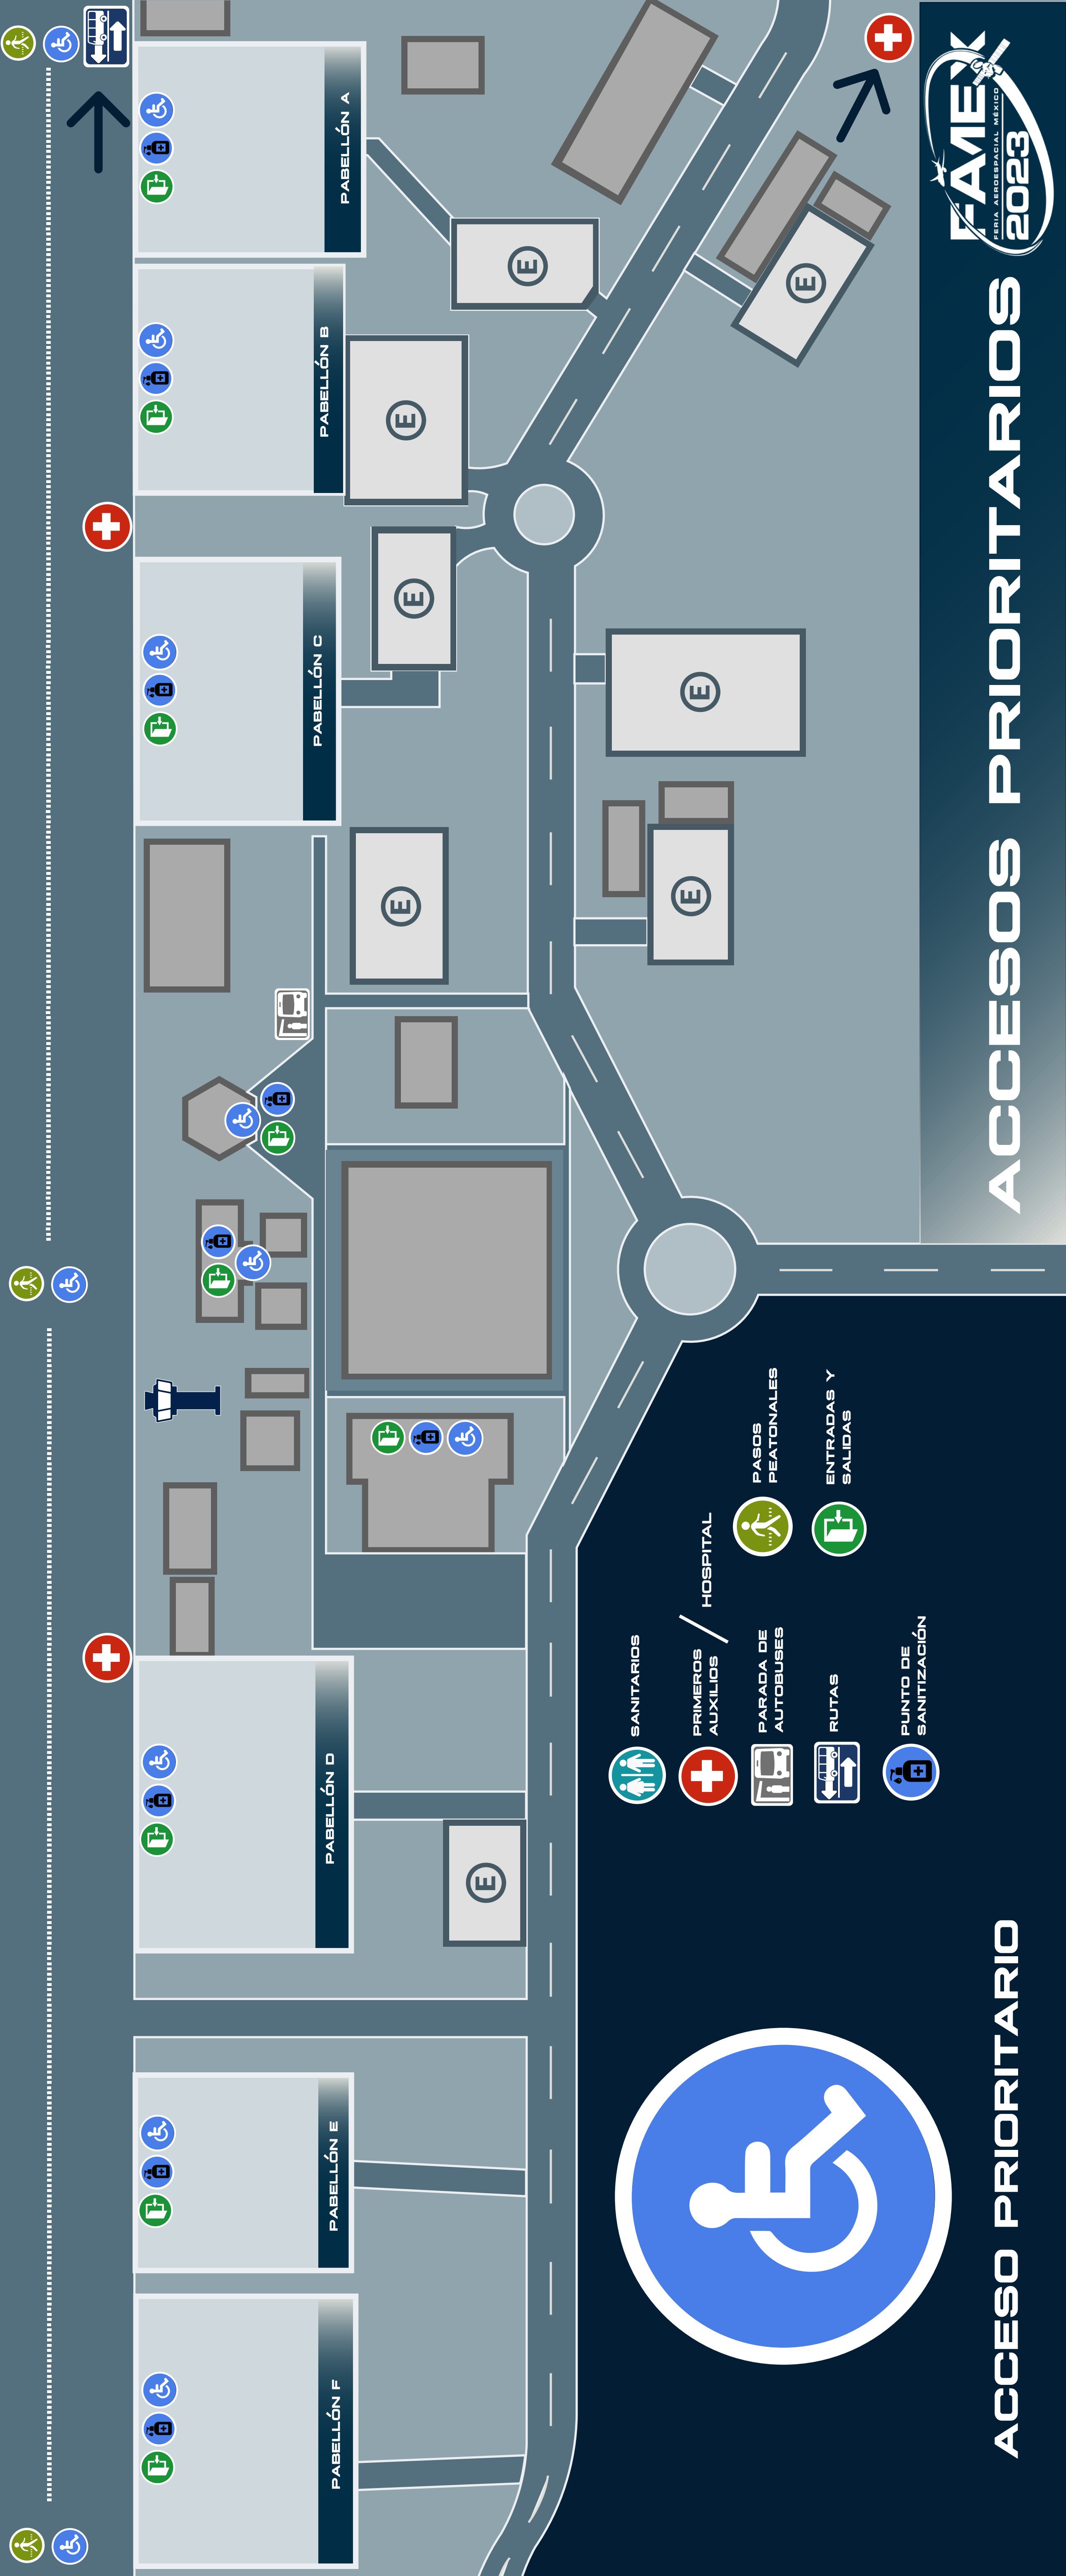 FAMEX
FERIA AEROESPACIAL MÉXICO
2023
ACCESOS PRIORITARIOS
PABELLÓN F
PABELLÓN E
PABELLÓN D
PABELLÓN C
PABELLÓN B
PABELLÓN A
E
E
E
E
E
E
E
E
SANITARIOS
PRIMEROS
AUXILIOS
/ HOSPITAL
PARADA DE
AUTOBUSES
RUTAS
PUNTO DE
SANITIZACIÓN
PASOS
PEATONALES
ENTRADAS Y
SALIDAS
ACCESO PRIORITARIO